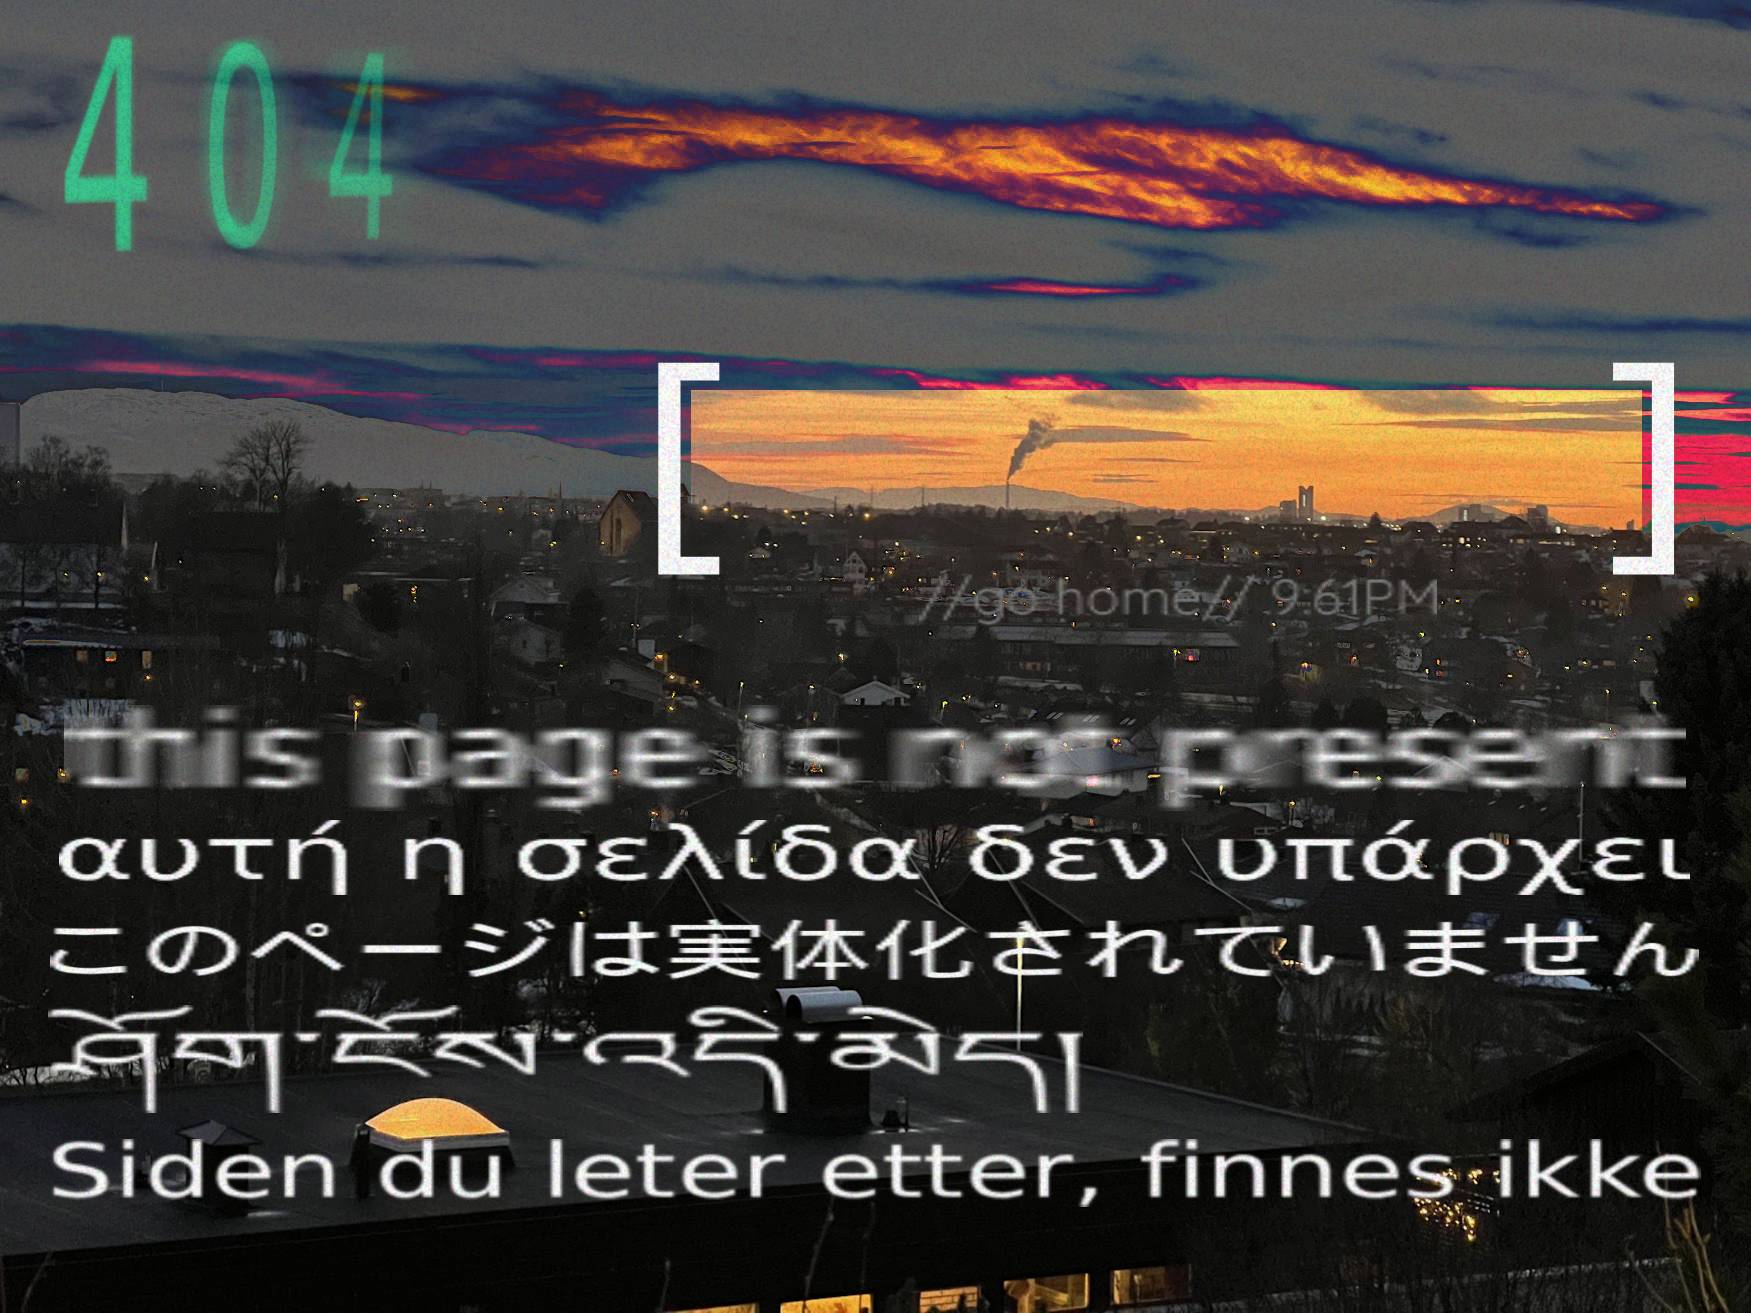 404
[ ]
//go home// 9:61PM
this page is not present
αυτή η σελίδα δεν υπάρχει
このページは実体化されていません
ཤོག་ངོས་འདི་མེད།
Siden du leter etter, finnes ikke